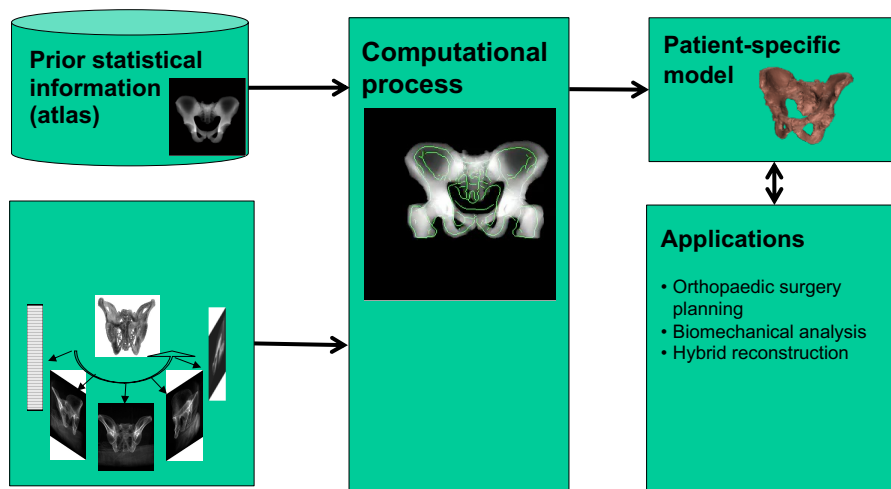 Prior statistical
information
(atlas)
Computational
process
Patient-specific
model
Applications
• Orthopaedic surgery
planning
• Biomechanical analysis
• Hybrid reconstruction